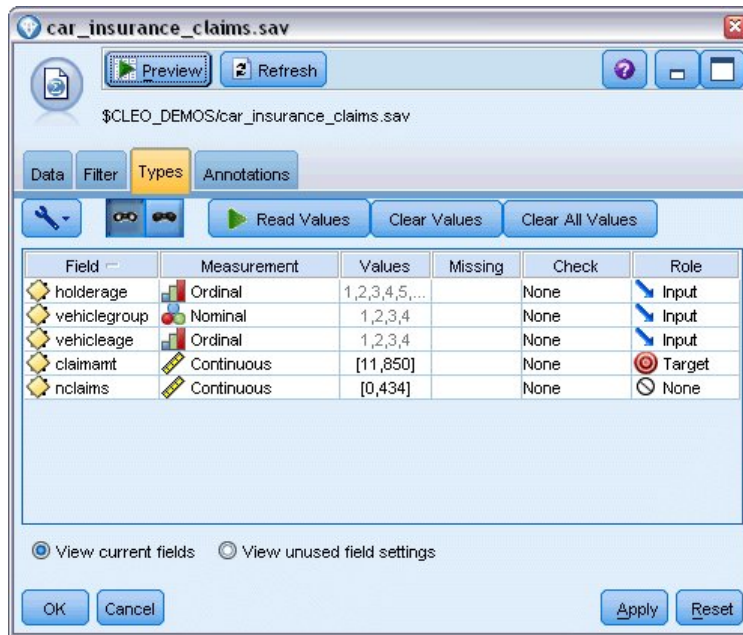 car_insurance_claims.sav
Preview Refresh
$CLEO_DEMOS/car_insurance_claims.sav
Data Filter Types Annotations
Read Values Clear Values Clear All Values
Field Measurement Values Missing Check Role
holderage Ordinal 1,2,3,4,5,... None Input
vehiclegroup Nominal 1,2,3,4 None Input
vehicleage Ordinal 1,2,3,4 None Input
claimamt Continuous [11,850] None Target
nclaims Continuous [0,434] None None
View current fields View unused field settings
OK Cancel Apply Reset